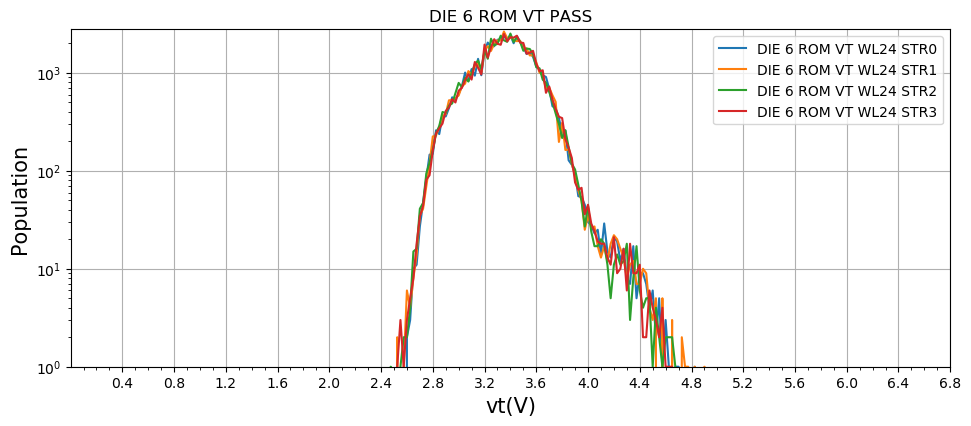 DIE 6 ROM VT PASS
DIE 6 ROM VT WL24 STR0
DIE 6 ROM VT WL24 STR1
DIE 6 ROM VT WL24 STR2
DIE 6 ROM VT WL24 STR3
Population
10³
10²
10¹
10⁰
0.4 0.8 1.2 1.6 2.0 2.4 2.8 3.2 3.6 4.0 4.4 4.8 5.2 5.6 6.0 6.4 6.8
vt(V)